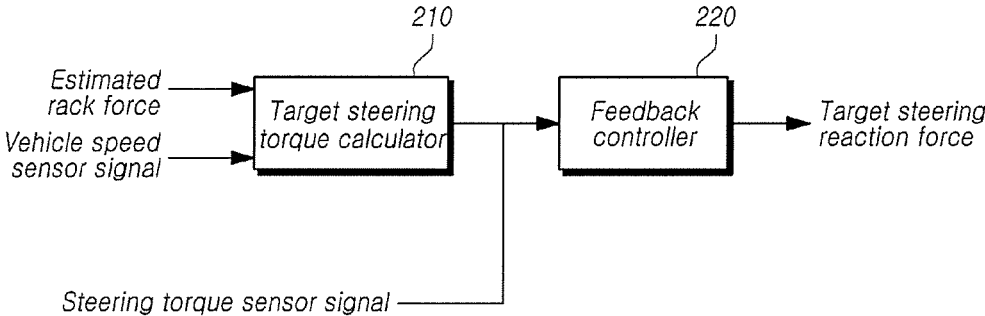 210
220
Estimated
rack force
Vehicle speed
sensor signal
Target steering
torque calculator
Feedback
controller
Target steering
reaction force
Steering torque sensor signal